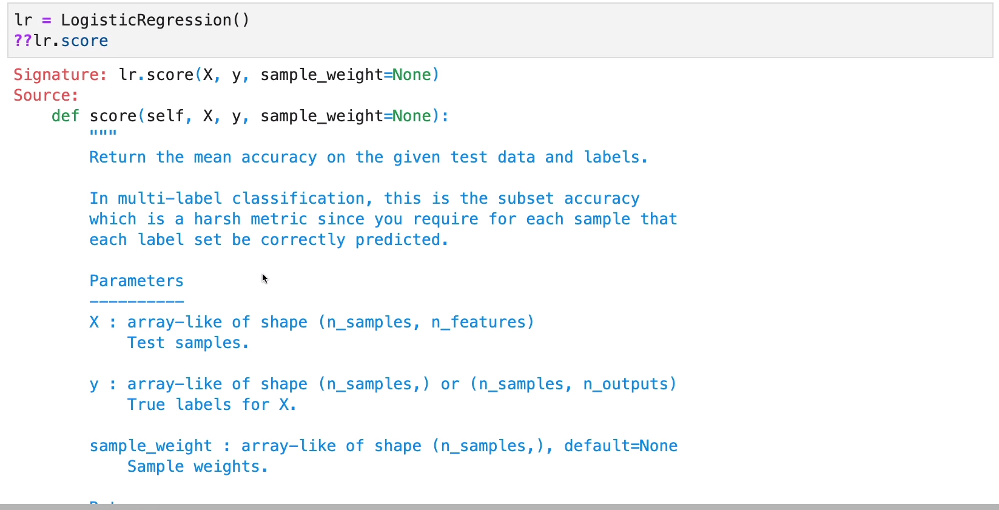 lr = LogisticRegression()
??lr.score
Signature: lr.score(X, y, sample_weight=None)
Source:
    def score(self, X, y, sample_weight=None):
        """
        Return the mean accuracy on the given test data and labels.

        In multi-label classification, this is the subset accuracy
        which is a harsh metric since you require for each sample that
        each label set be correctly predicted.

        Parameters
        ----------
        X : array-like of shape (n_samples, n_features)
            Test samples.

        y : array-like of shape (n_samples,) or (n_samples, n_outputs)
            True labels for X.

        sample_weight : array-like of shape (n_samples,), default=None
            Sample weights.